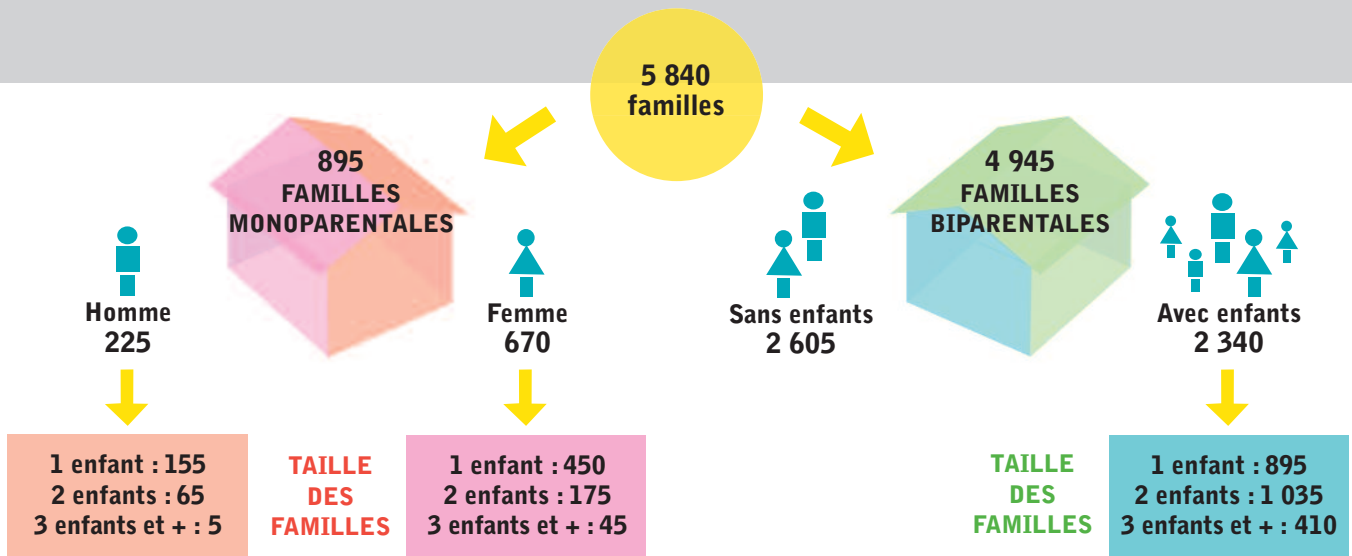 5 840
familles
895
FAMILLES
MONOPARENTALES
4 945
FAMILLES
BIPARENTALES
Homme
225
Femme
670
Sans enfants
2 605
Avec enfants
2 340
1 enfant : 155
2 enfants : 65
3 enfants et + : 5
TAILLE
DES
FAMILLES
1 enfant : 450
2 enfants : 175
3 enfants et + : 45
TAILLE
DES
FAMILLES
1 enfant : 895
2 enfants : 1 035
3 enfants et + : 410